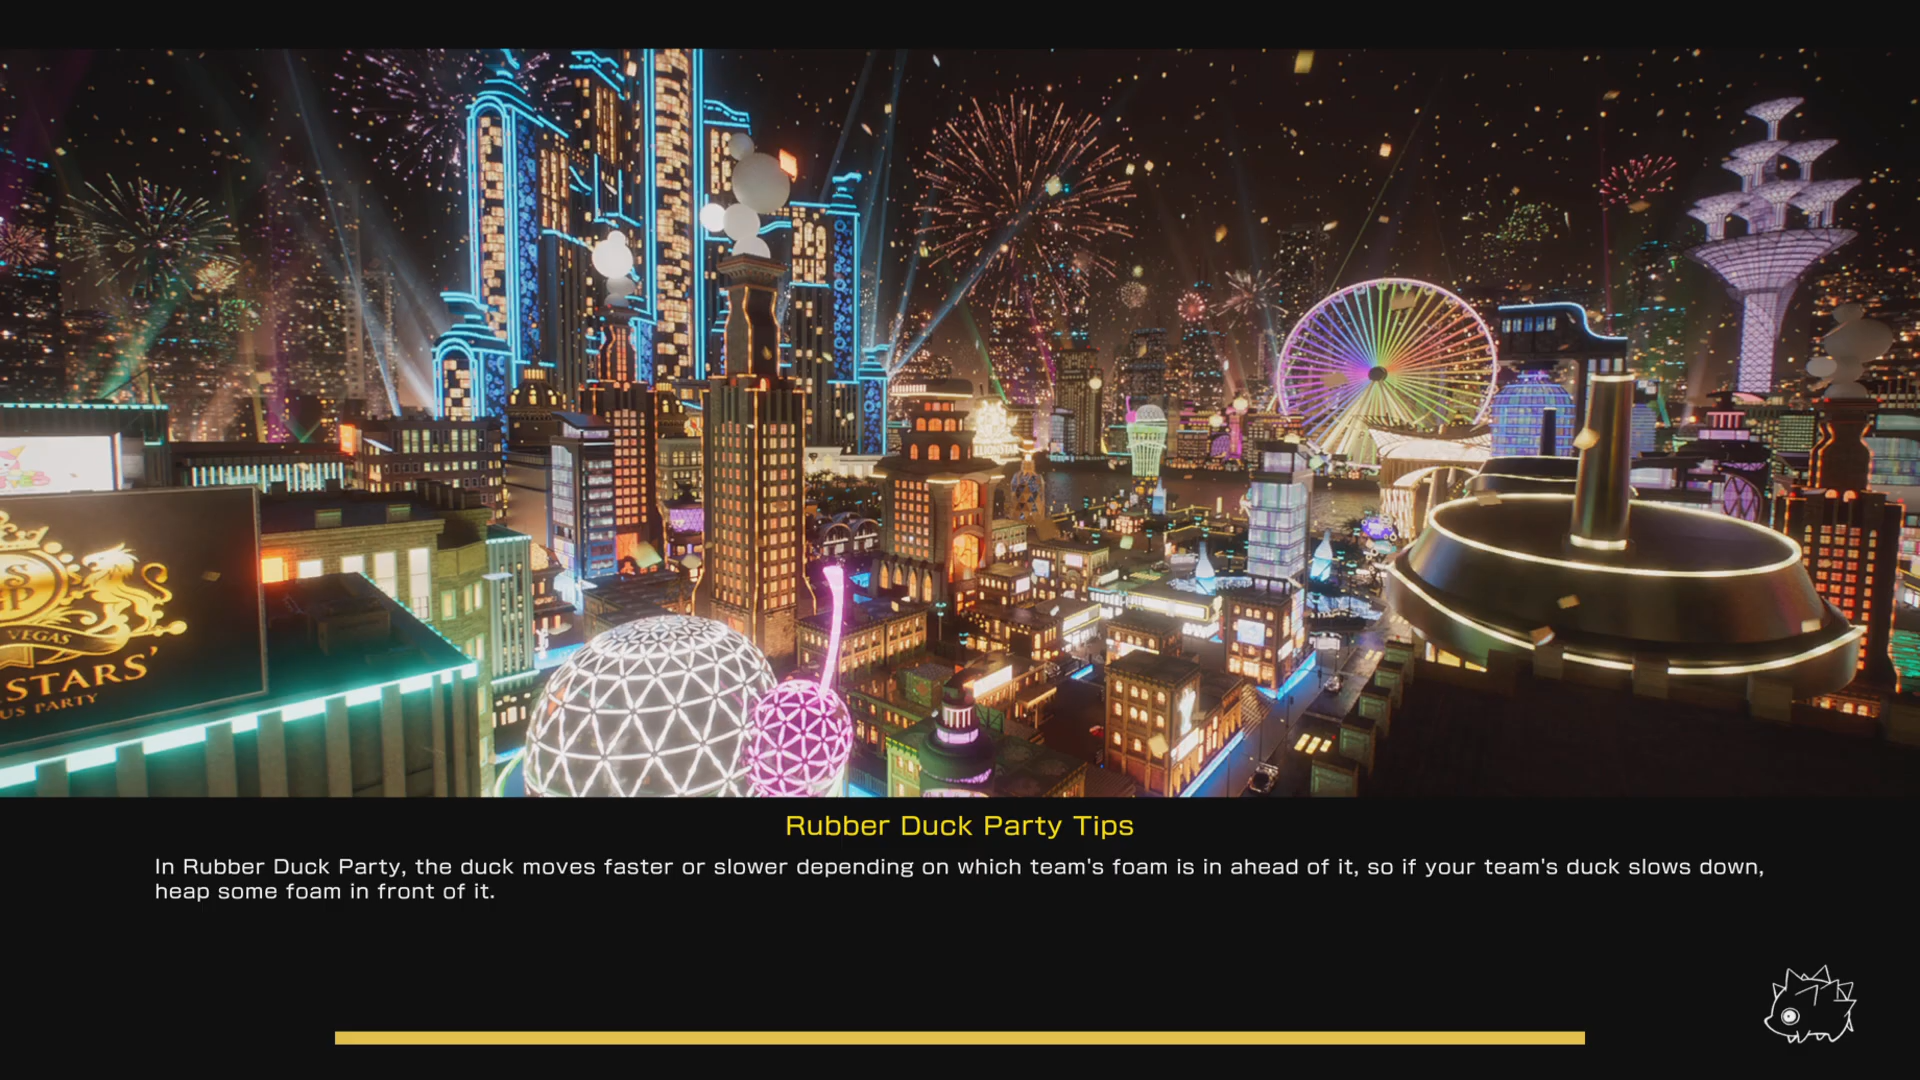 VEGAS
STARS'
US PARTY
Rubber Duck Party Tips
In Rubber Duck Party, the duck moves faster or slower depending on which team's foam is in ahead of it, so if your team's duck slows down,
heap some foam in front of it.